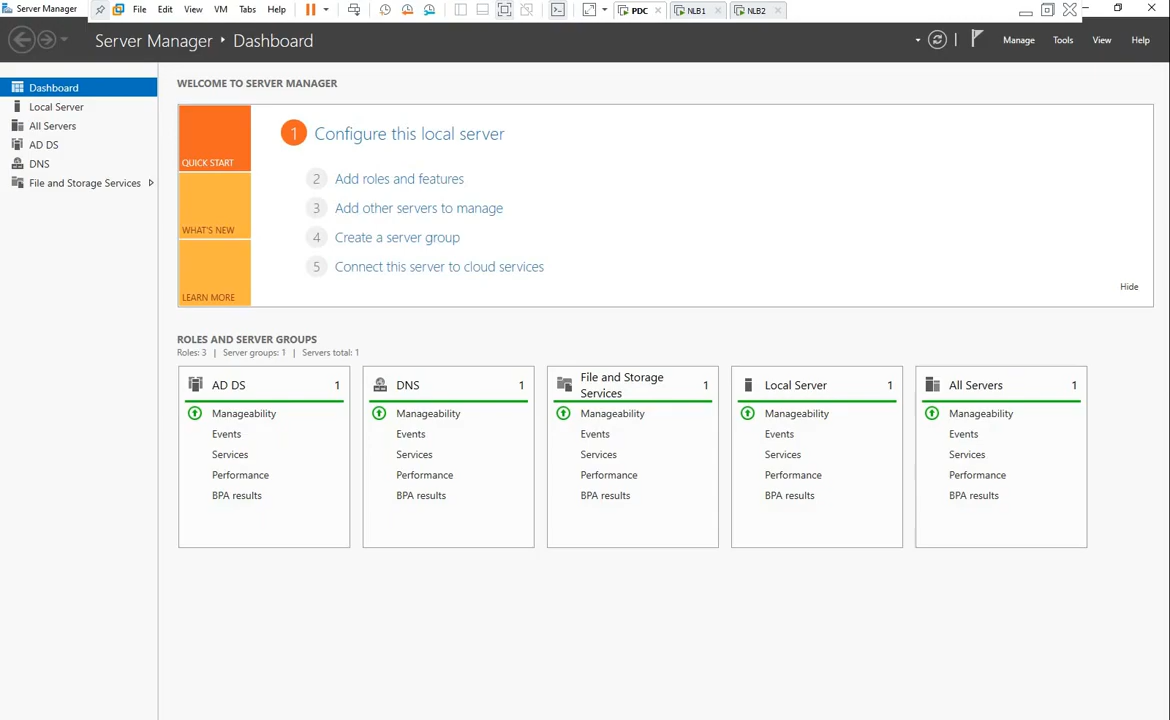 Server Manager
File Edit View VM Tabs Help
PDC NLB1 NLB2
Server Manager ‣ Dashboard
Manage Tools View Help
Dashboard
Local Server
All Servers
AD DS
DNS
File and Storage Services
WELCOME TO SERVER MANAGER
QUICK START
WHAT'S NEW
LEARN MORE
1 Configure this local server
2 Add roles and features
3 Add other servers to manage
4 Create a server group
5 Connect this server to cloud services
Hide
ROLES AND SERVER GROUPS
Roles: 3 | Server groups: 1 | Servers total: 1
AD DS 1
Manageability
Events
Services
Performance
BPA results
DNS 1
Manageability
Events
Services
Performance
BPA results
File and Storage
Services 1
Manageability
Events
Services
Performance
BPA results
Local Server 1
Manageability
Events
Services
Performance
BPA results
All Servers 1
Manageability
Events
Services
Performance
BPA results